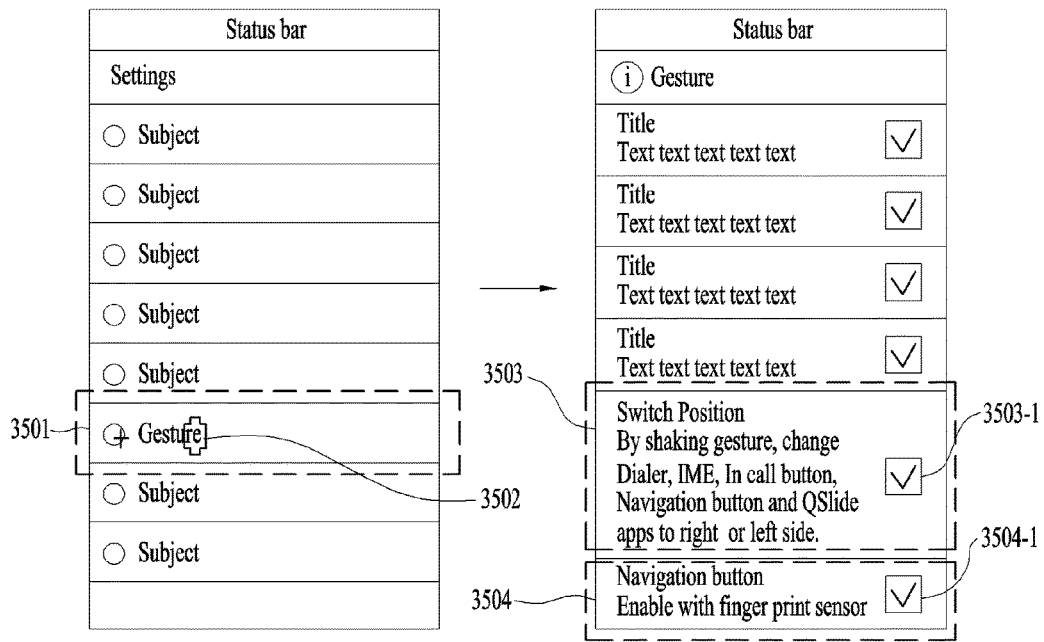 Status bar
Settings
Subject
Subject
Subject
Subject
Subject
Gesture
Subject
Subject
3501
3502
Status bar
i Gesture
Title
Text text text text text
Title
Text text text text text
Title
Text text text text text
Title
Text text text text text
3503
Switch Position
By shaking gesture, change
Dialer, IME, In call button,
Navigation button and QSlide
apps to right or left side.
3503-1
3504
Navigation button
Enable with finger print sensor
3504-1